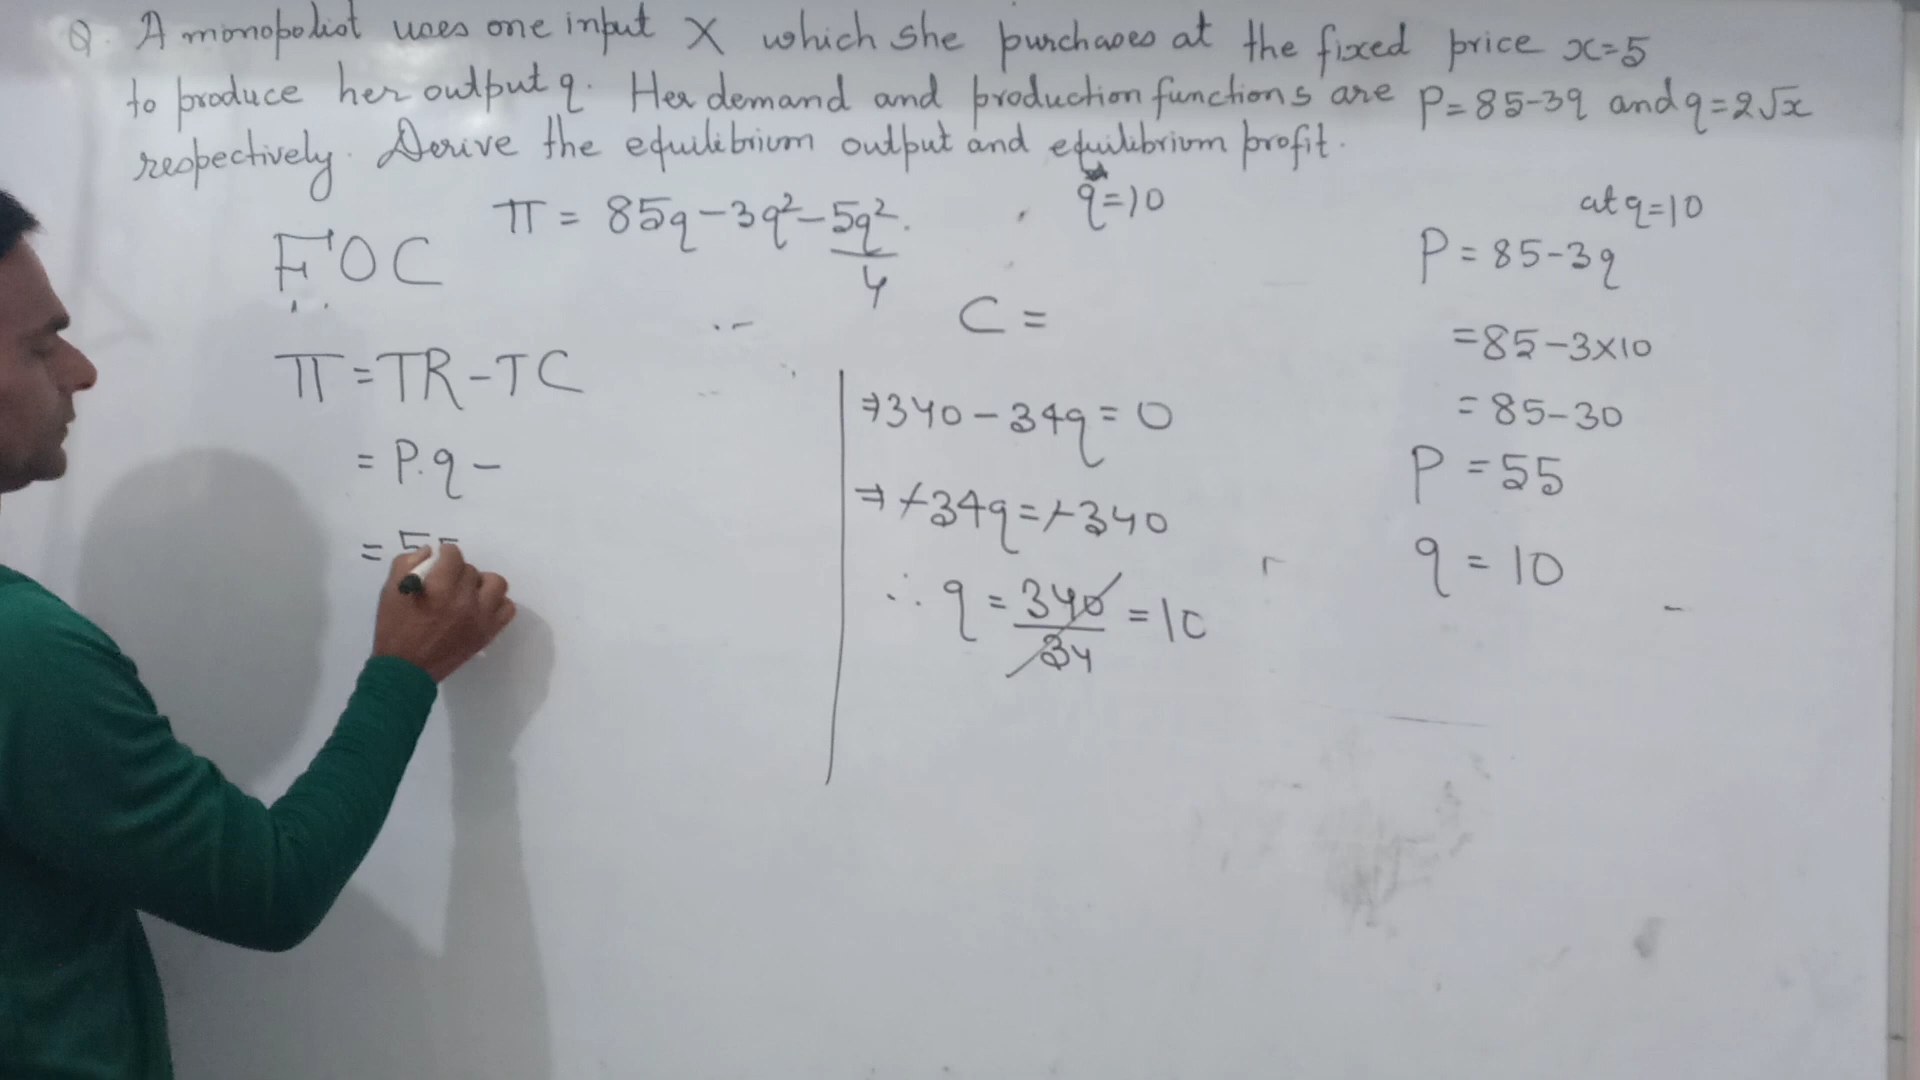 Q. A monopolist uses one input X which she purchases at the fixed price x=5
to produce her output q. Her demand and production functions are P=85-3q and q=2√x
respectively. Derive the equilibrium output and equilibrium profit.
π = 85q-3q²-5q²/4
q=10
FOC
C =
π = TR-TC
= P.q -
= 55
⇒340-34q=0
⇒-34q=-340
∴ q = 340/34 = 10
at q=10
P = 85-3q
=85-3×10
= 85-30
P = 55
q = 10